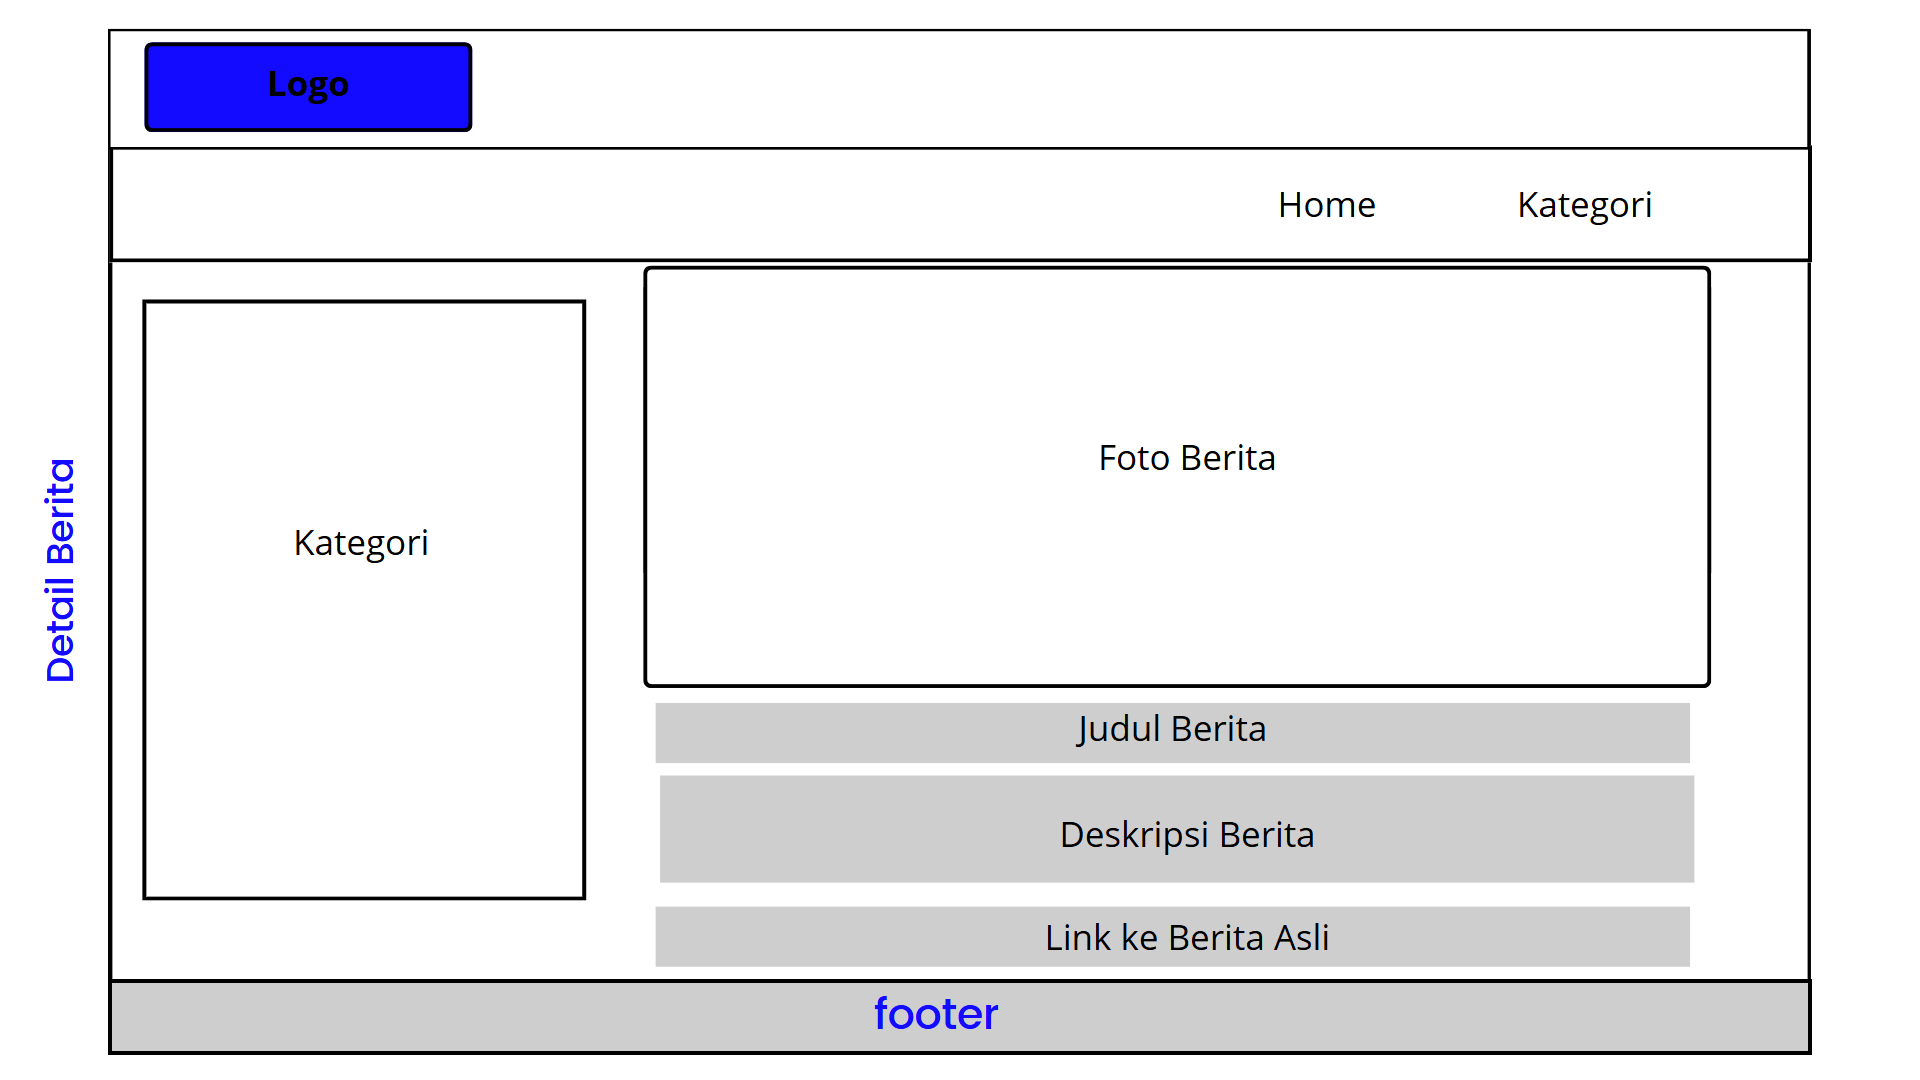 Logo
Home
Kategori
Detail Berita
Kategori
Foto Berita
Judul Berita
Deskripsi Berita
Link ke Berita Asli
footer